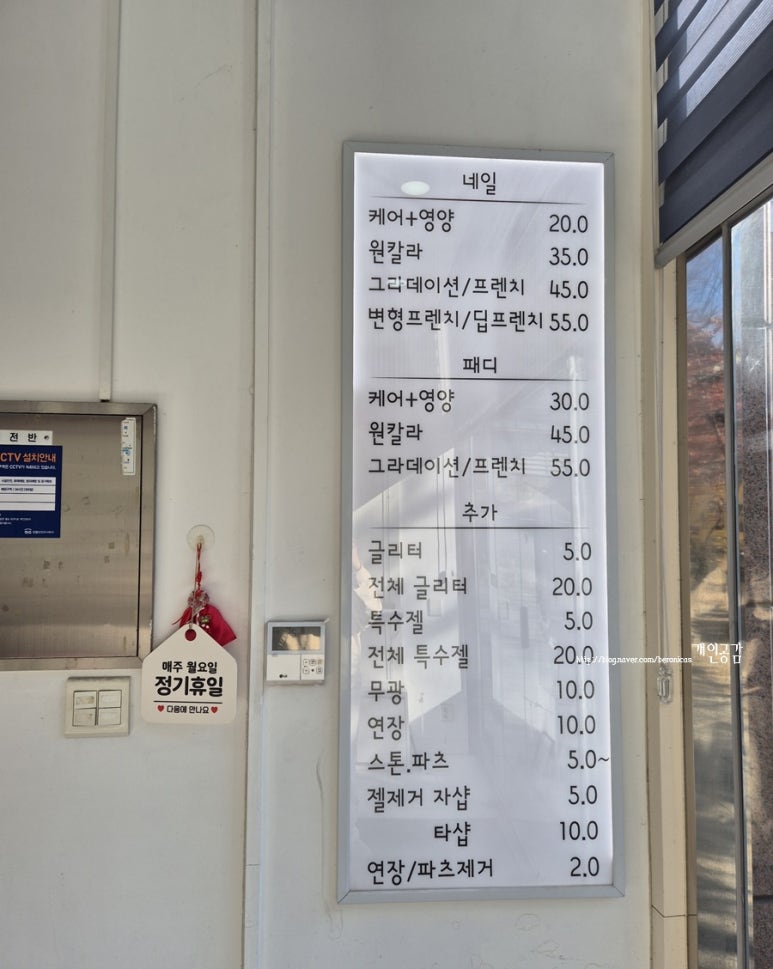 네일
케어+영양 20.0
원칼라 35.0
그라데이션/프렌치 45.0
변형프렌치/딥프렌치 55.0
패디
케어+영양 30.0
원칼라 45.0
그라데이션/프렌치 55.0
추가
글리터 5.0
전체 글리터 20.0
특수젤 5.0
전체 특수젤 20.0
무광 10.0
연장 10.0
스톤.파츠 5.0~
젤제거 자샵 5.0
타샵 10.0
연장/파츠제거 2.0
전 반
CTV 설치안내
매주 월요일
정기휴일
♥ 다음에 만나요 ♥
LG
http://blog.naver.com/beronicas 개인공감